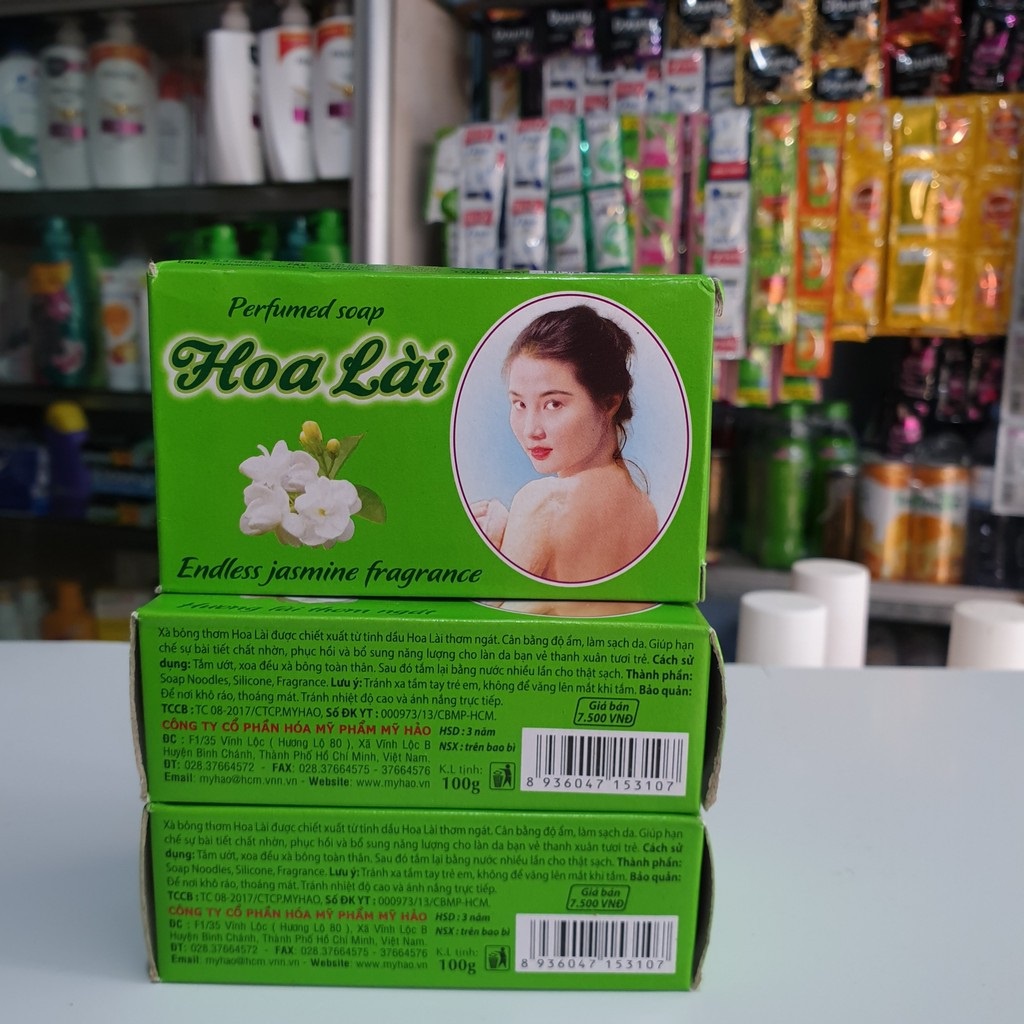 Perfumed soap
Hoa Lài
Endless jasmine fragrance
Hương lài thơm ngát
Xà bông thơm Hoa Lài được chiết xuất từ tinh dầu Hoa Lài thơm ngát. Cân bằng độ ẩm, làm sạch da. Giúp hạn
chế sự bài tiết chất nhờn, phục hồi và bổ sung năng lượng cho làn da bạn vẻ thanh xuân tươi trẻ. Cách sử
dụng: Tắm ướt, xoa đều xà bông toàn thân. Sau đó tắm lại bằng nước nhiều lần cho thật sạch. Thành phần:
Soap Noodles, Silicone, Fragrance. Lưu ý: Tránh xa tầm tay trẻ em, không để văng lên mắt khi tắm. Bảo quản:
Để nơi khô ráo, thoáng mát. Tránh nhiệt độ cao và ánh nắng trực tiếp.
TCCB : TC 08-2017/CTCP.MYHAO, Số ĐK YT : 000973/13/CBMP-HCM.
Giá bán
7.500 VNĐ
CÔNG TY CỔ PHẦN HÓA MỸ PHẨM MỸ HẢO
HSD : 3 năm
ĐC : F1/35 Vĩnh Lộc ( Hương Lộ 80 ), Xã Vĩnh Lộc B
NSX : trên bao bì
Huyện Bình Chánh, Thành Phố Hồ Chí Minh, Việt Nam.
ĐT: 028.37664572 - FAX: 028.37664575 - 37664576
K.L tịnh:
Email: myhao@hcm.vnn.vn - Website: www.myhao.vn
100g
8 936047 153107
Xà bông thơm Hoa Lài được chiết xuất từ tinh dầu Hoa Lài thơm ngát. Cân bằng độ ẩm, làm sạch da. Giúp hạn
chế sự bài tiết chất nhờn, phục hồi và bổ sung năng lượng cho làn da bạn vẻ thanh xuân tươi trẻ. Cách sử
dụng: Tắm ướt, xoa đều xà bông toàn thân. Sau đó tắm lại bằng nước nhiều lần cho thật sạch. Thành phần:
Soap Noodles, Silicone, Fragrance. Lưu ý: Tránh xa tầm tay trẻ em, không để văng lên mắt khi tắm. Bảo quản:
Để nơi khô ráo, thoáng mát. Tránh nhiệt độ cao và ánh nắng trực tiếp.
TCCB : TC 08-2017/CTCP.MYHAO, Số ĐK YT : 000973/13/CBMP-HCM.
Giá bán
7.500 VNĐ
CÔNG TY CỔ PHẦN HÓA MỸ PHẨM MỸ HẢO
HSD : 3 năm
ĐC : F1/35 Vĩnh Lộc ( Hương Lộ 80 ), Xã Vĩnh Lộc B
NSX : trên bao bì
Huyện Bình Chánh, Thành Phố Hồ Chí Minh, Việt Nam.
ĐT: 028.37664572 - FAX: 028.37664575 - 37664576
K.L tịnh:
Email: myhao@hcm.vnn.vn - Website: www.myhao.vn
100g
8 936047 153107